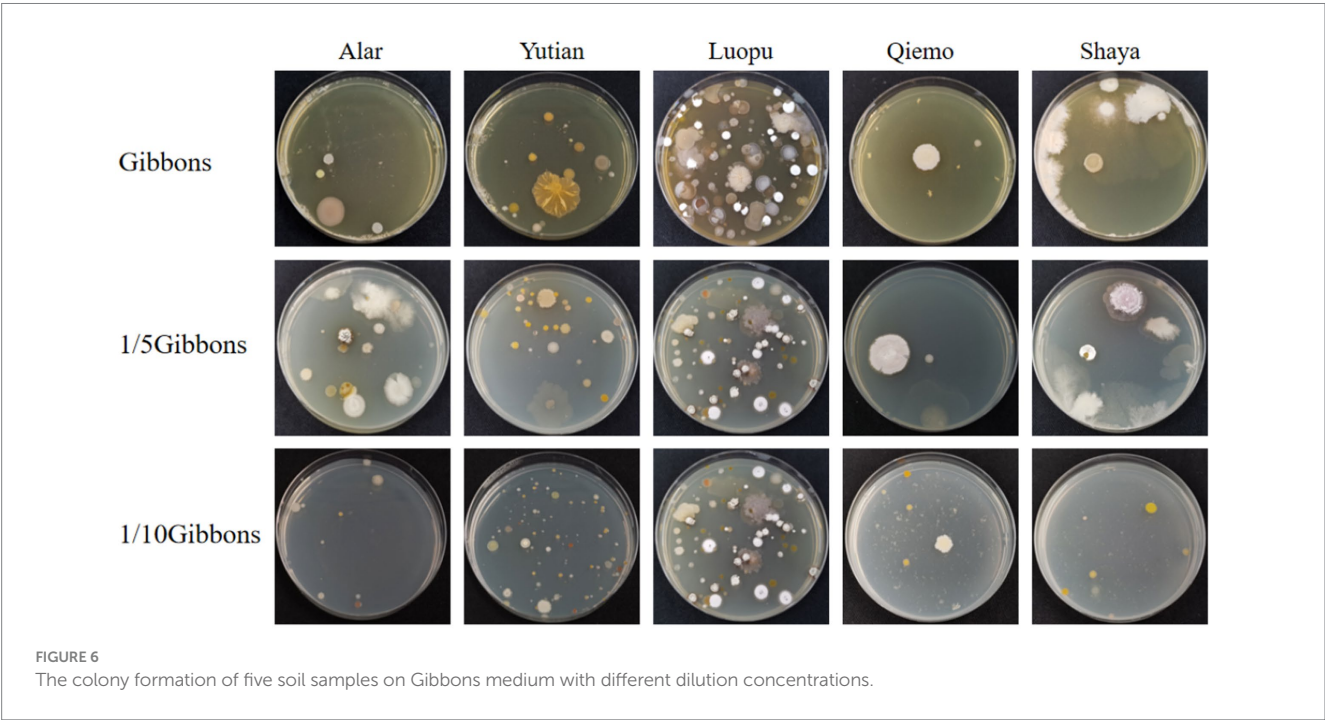 Alar Yutian Luopu Qiemo Shaya
Gibbons
1/5Gibbons
1/10Gibbons
FIGURE 6
The colony formation of five soil samples on Gibbons medium with different dilution concentrations.